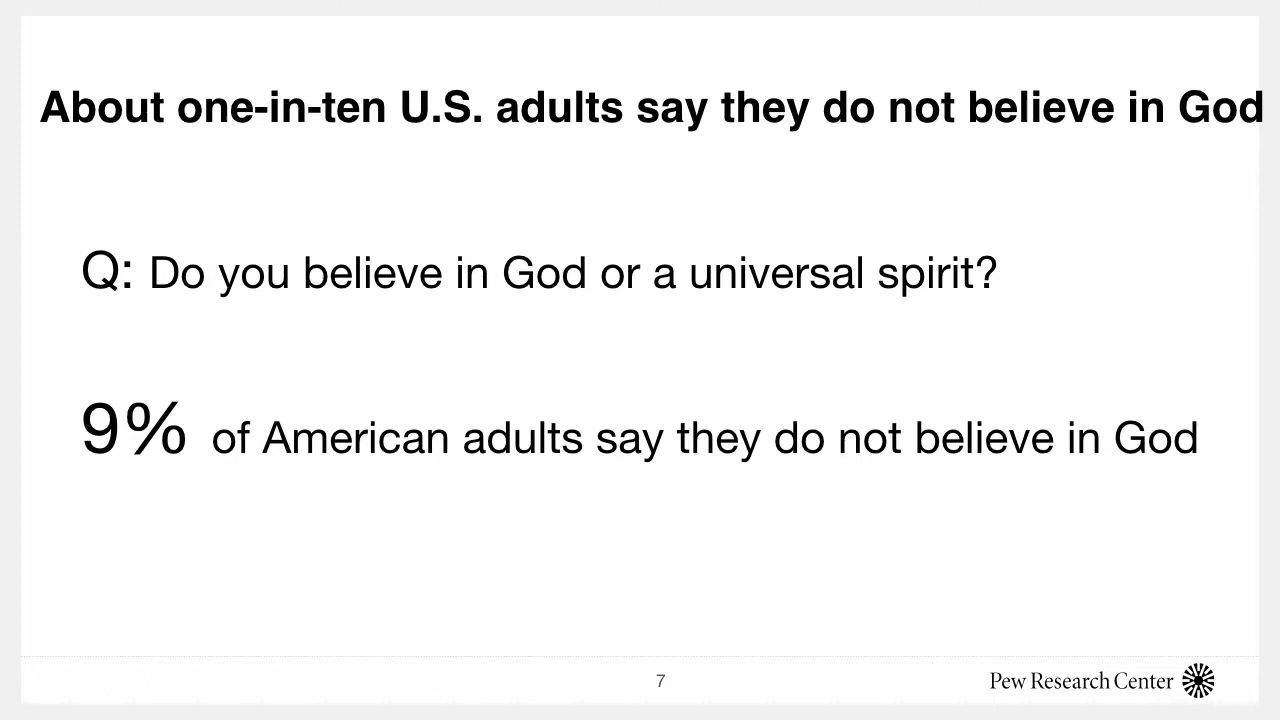 About one-in-ten U.S. adults say they do not believe in God
Q: Do you believe in God or a universal spirit?
9% of American adults say they do not believe in God
7
Pew Research Center